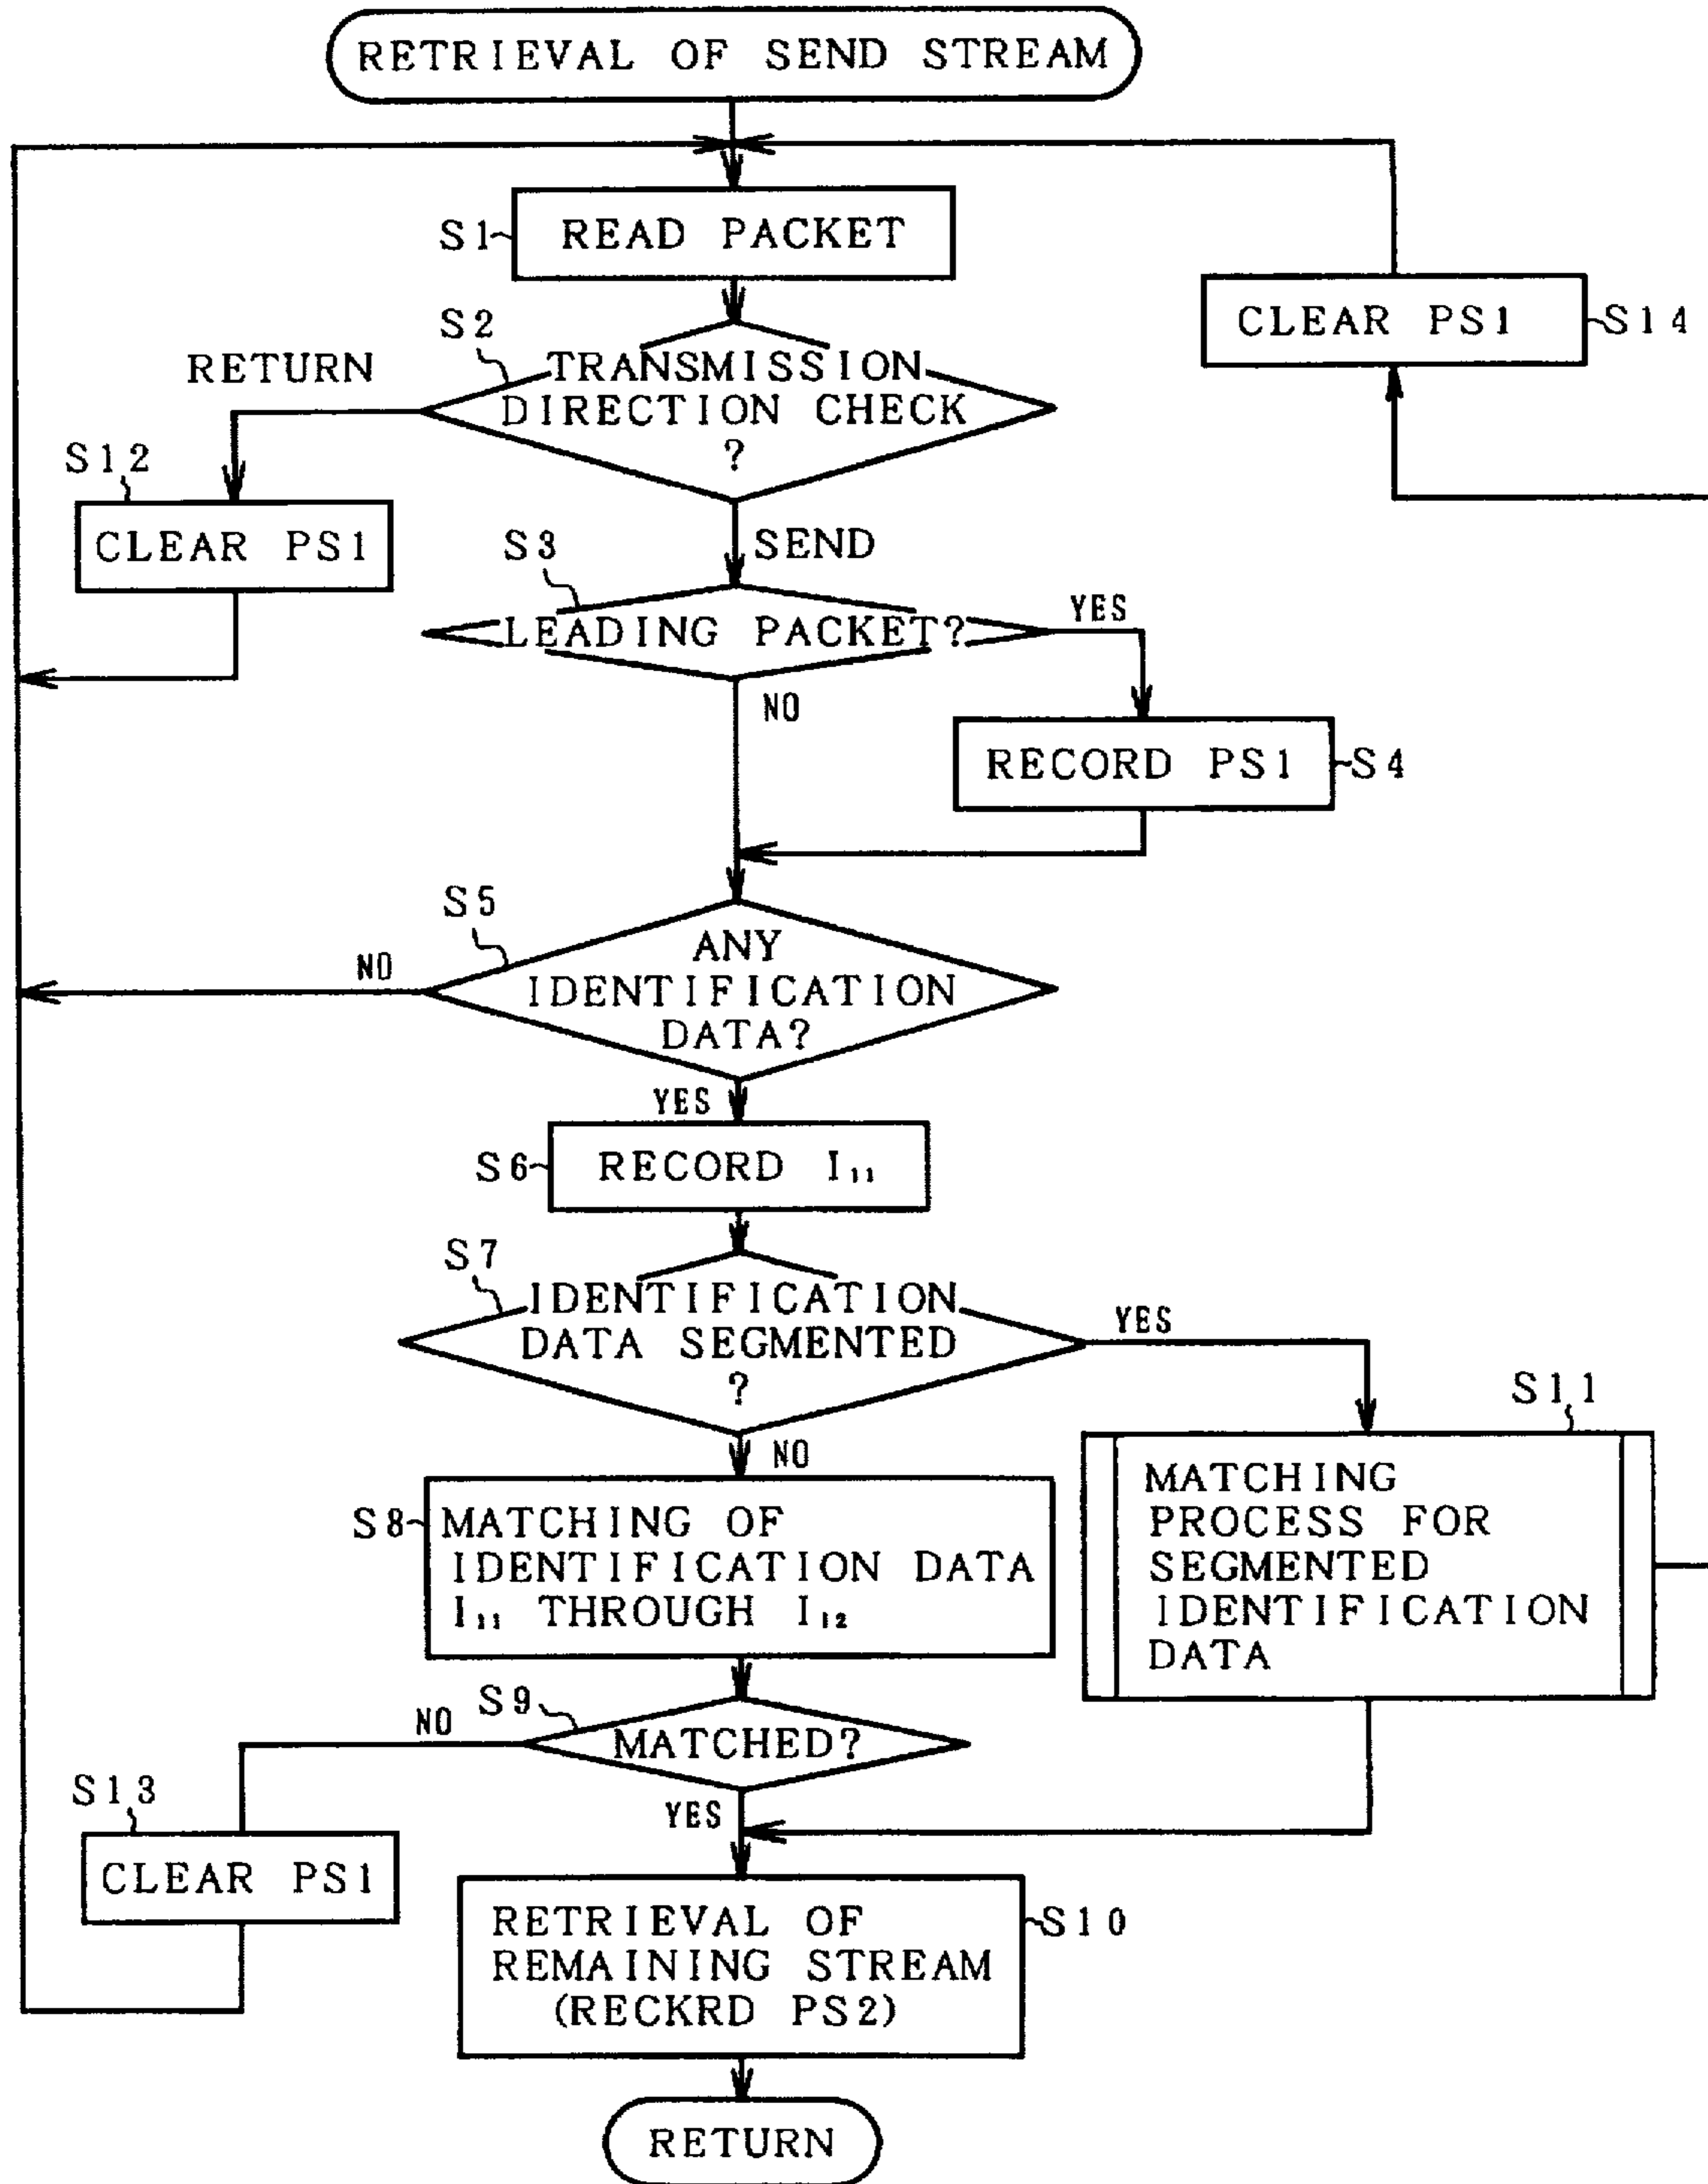 RETRIEVAL OF SEND STREAM
S1
READ PACKET
CLEAR PS1
S14
S2
RETURN
TRANSMISSION
DIRECTION CHECK
?
S12
CLEAR PS1
SEND
S3
LEADING PACKET?
YES
NO
RECORD PS1
S4
S5
ANY
IDENTIFICATION
DATA?
NO
YES
S6
RECORD I₁₁
S7
IDENTIFICATION
DATA SEGMENTED
?
YES
NO
S11
MATCHING
PROCESS FOR
SEGMENTED
IDENTIFICATION
DATA
S8
MATCHING OF
IDENTIFICATION DATA
I₁₁ THROUGH I₁₂
S9
NO
MATCHED?
YES
S13
CLEAR PS1
RETRIEVAL OF
REMAINING STREAM
(RECKRD PS2)
S10
RETURN